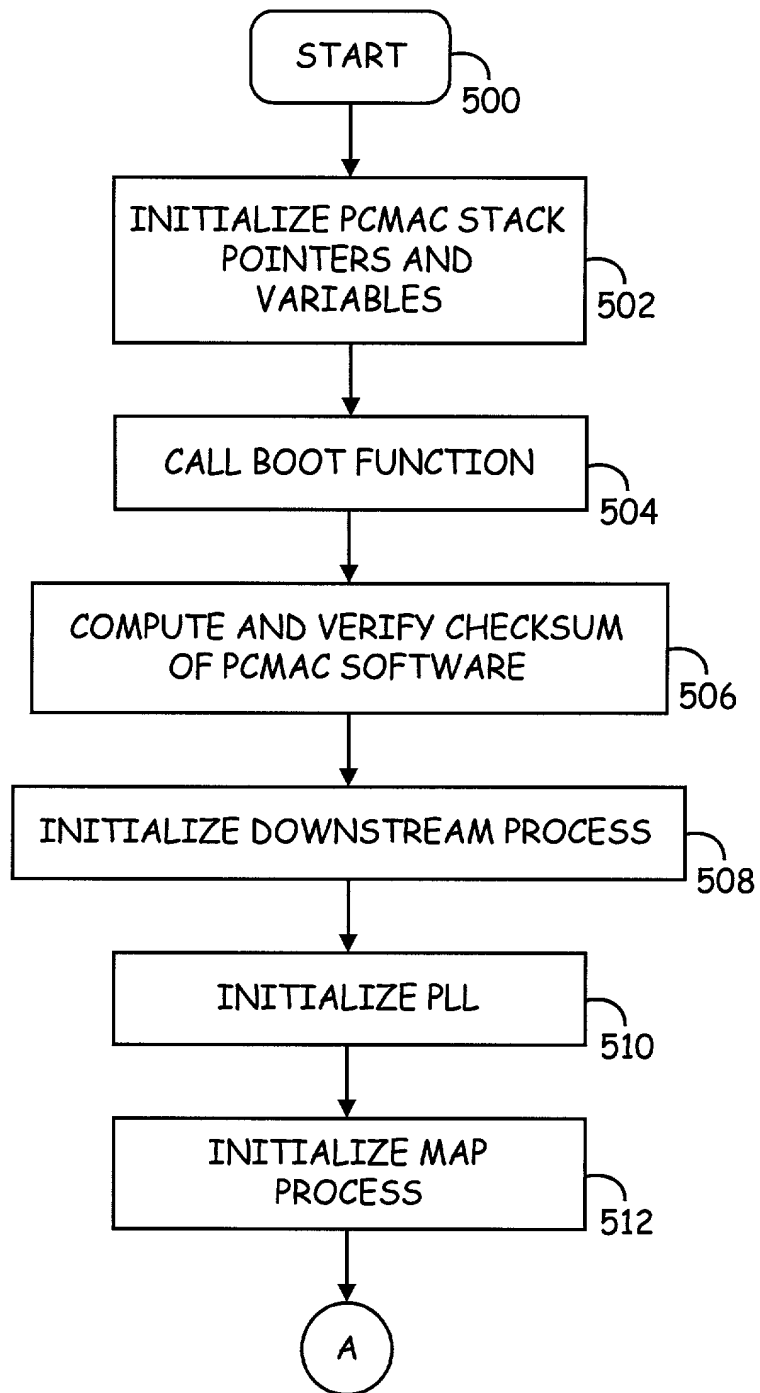 START
500
INITIALIZE PCMAC STACK
POINTERS AND
VARIABLES
502
CALL BOOT FUNCTION
504
COMPUTE AND VERIFY CHECKSUM
OF PCMAC SOFTWARE
506
INITIALIZE DOWNSTREAM PROCESS
508
INITIALIZE PLL
510
INITIALIZE MAP
PROCESS
512
A